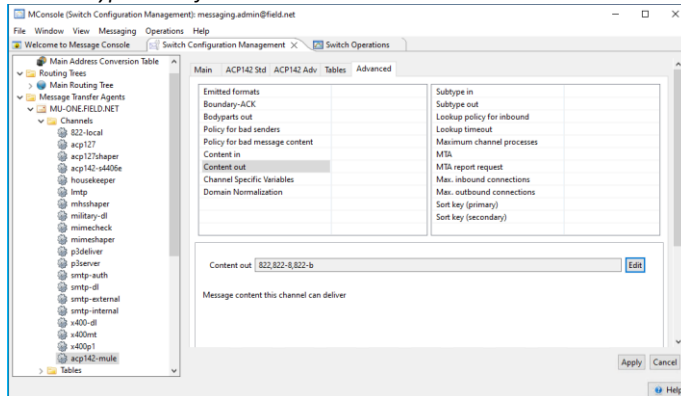 MConsole (Switch Configuration Management): messaging.admin@field.net
File Window View Messaging Operations Help
Welcome to Message Console
Switch Configuration Management
Switch Operations
Main Address Conversion Table
Routing Trees
Main Routing Tree
Message Transfer Agents
MU-ONE.FIELD.NET
Channels
822-local
acp127
acp127shaper
acp142-s4406e
housekeeper
lmtp
mhsshaper
military-dl
mimecheck
mimeshaper
p3deliver
p3server
smtp-auth
smtp-dl
smtp-external
smtp-internal
x400-dl
x400mt
x400p1
acp142-mule
Tables
Main ACP142 Std ACP142 Adv Tables Advanced
Emitted formats
Boundary-ACK
Bodyparts out
Policy for bad senders
Policy for bad message content
Content in
Content out
Channel Specific Variables
Domain Normalization
Subtype in
Subtype out
Lookup policy for inbound
Lookup timeout
Maximum channel processes
MTA
MTA report request
Max. inbound connections
Max. outbound connections
Sort key (primary)
Sort key (secondary)
Content out 822,822-8,822-b Edit
Message content this channel can deliver
Apply Cancel
Help